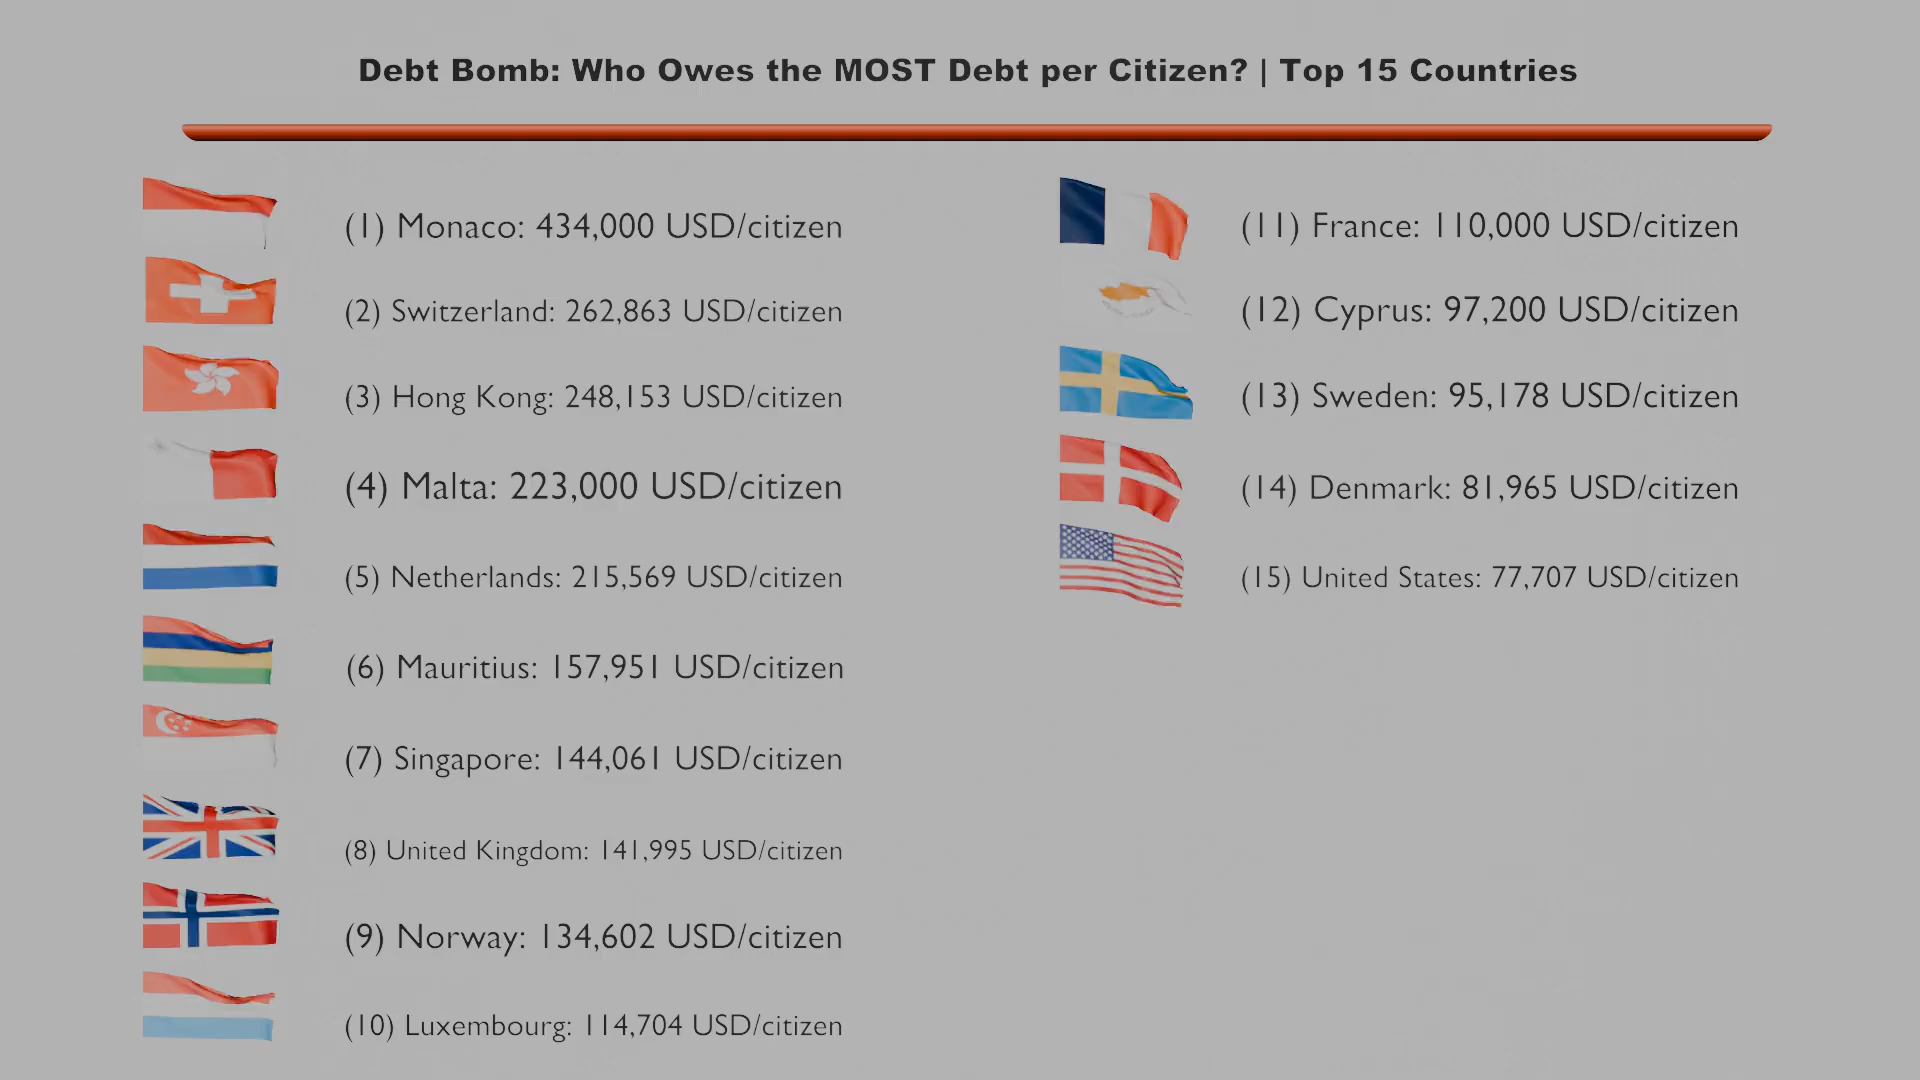 Debt Bomb: Who Owes the MOST Debt per Citizen? | Top 15 Countries
(1) Monaco: 434,000 USD/citizen
(2) Switzerland: 262,863 USD/citizen
(3) Hong Kong: 248,153 USD/citizen
(4) Malta: 223,000 USD/citizen
(5) Netherlands: 215,569 USD/citizen
(6) Mauritius: 157,951 USD/citizen
(7) Singapore: 144,061 USD/citizen
(8) United Kingdom: 141,995 USD/citizen
(9) Norway: 134,602 USD/citizen
(10) Luxembourg: 114,704 USD/citizen
(11) France: 110,000 USD/citizen
(12) Cyprus: 97,200 USD/citizen
(13) Sweden: 95,178 USD/citizen
(14) Denmark: 81,965 USD/citizen
(15) United States: 77,707 USD/citizen